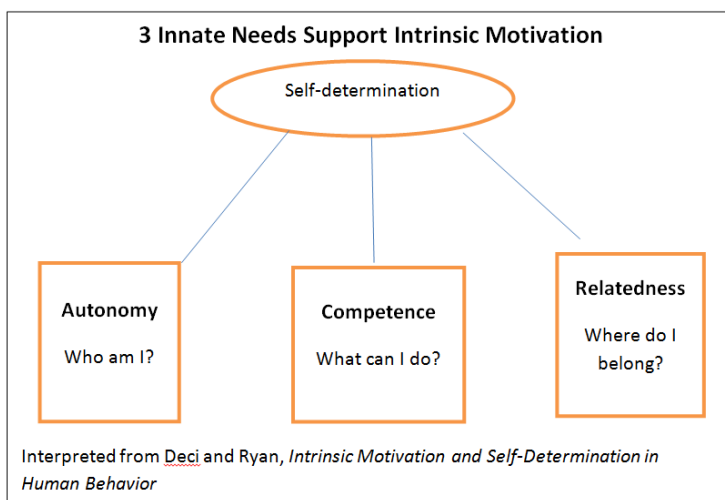 3 Innate Needs Support Intrinsic Motivation
Self-determination
Autonomy
Who am I?
Competence
What can I do?
Relatedness
Where do I
belong?
Interpreted from Deci and Ryan, Intrinsic Motivation and Self-Determination in
Human Behavior